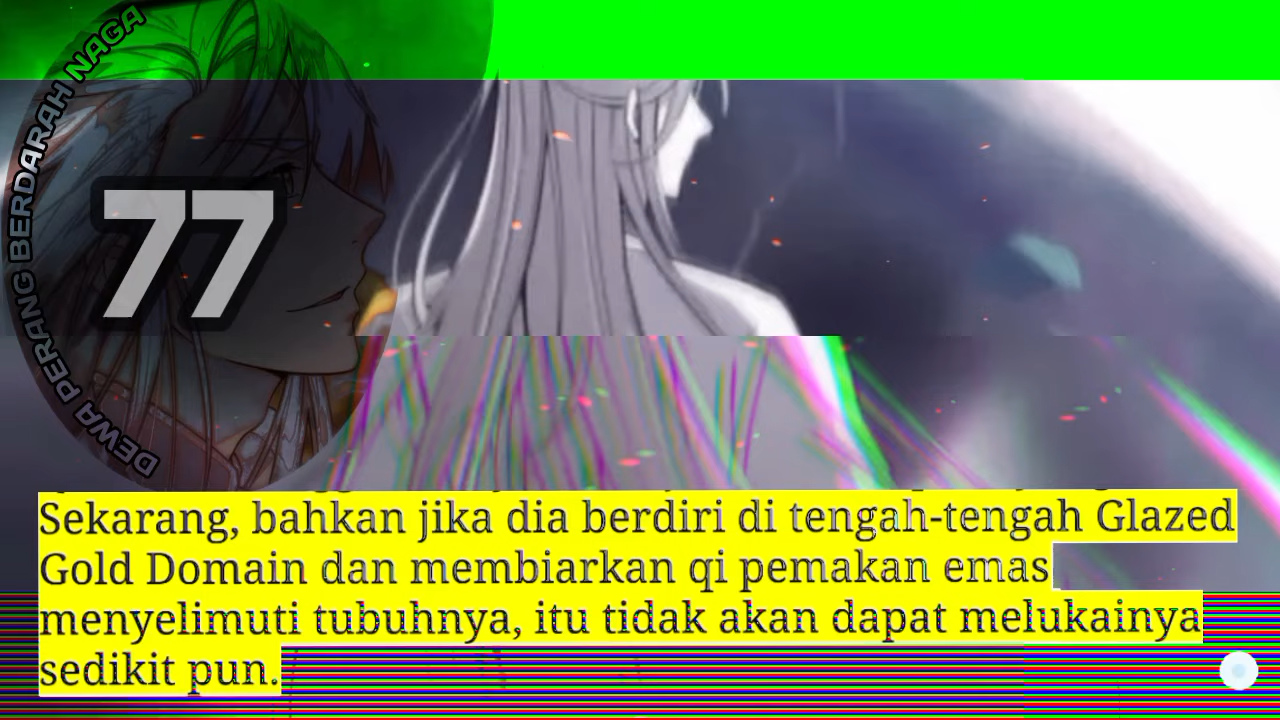 DEWA PERANG BERDARAH NAGA
77
Sekarang, bahkan jika dia berdiri di tengah-tengah Glazed
Gold Domain dan membiarkan qi pemakan emas
menyelimuti tubuhnya, itu tidak akan dapat melukainya
sedikit pun.